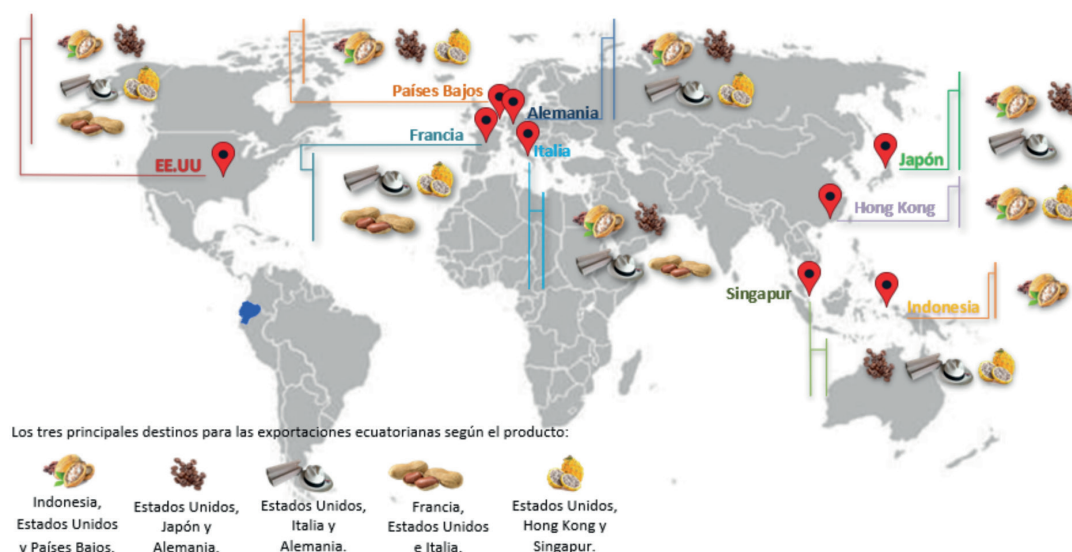 Países Bajos
Alemania
Francia
Italia
EE.UU
Japón
Hong Kong
Singapur
Indonesia
Los tres principales destinos para las exportaciones ecuatorianas según el producto:
Indonesia,
Estados Unidos
y Países Bajos.
Estados Unidos,
Japón y
Alemania.
Estados Unidos,
Italia y
Alemania.
Francia,
Estados Unidos
e Italia.
Estados Unidos,
Hong Kong y
Singapur.